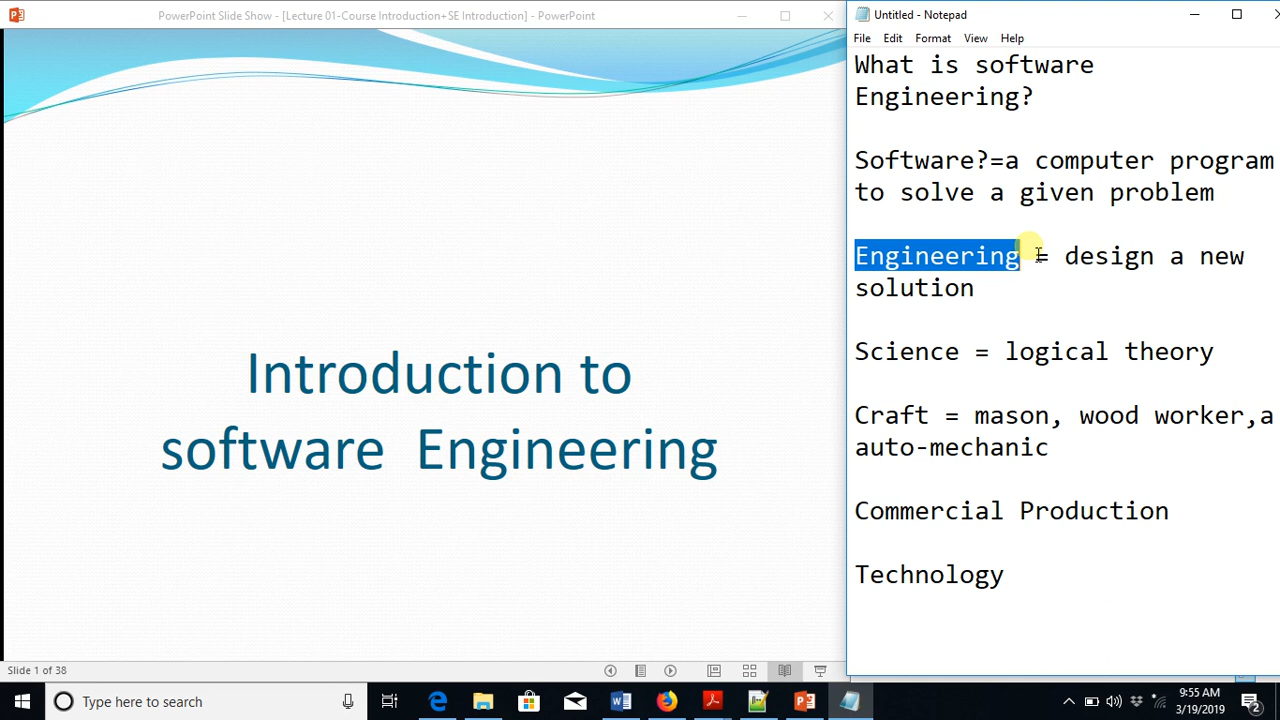 PowerPoint Slide Show - [Lecture 01-Course Introduction+SE Introduction] - PowerPoint
Introduction to
software Engineering
Slide 1 of 38
Untitled - Notepad
File Edit Format View Help
What is software
Engineering?
Software?=a computer program
to solve a given problem
Engineering = design a new
solution
Science = logical theory
Craft = mason, wood worker,a
auto-mechanic
Commercial Production
Technology
Type here to search
9:55 AM
3/19/2019
2